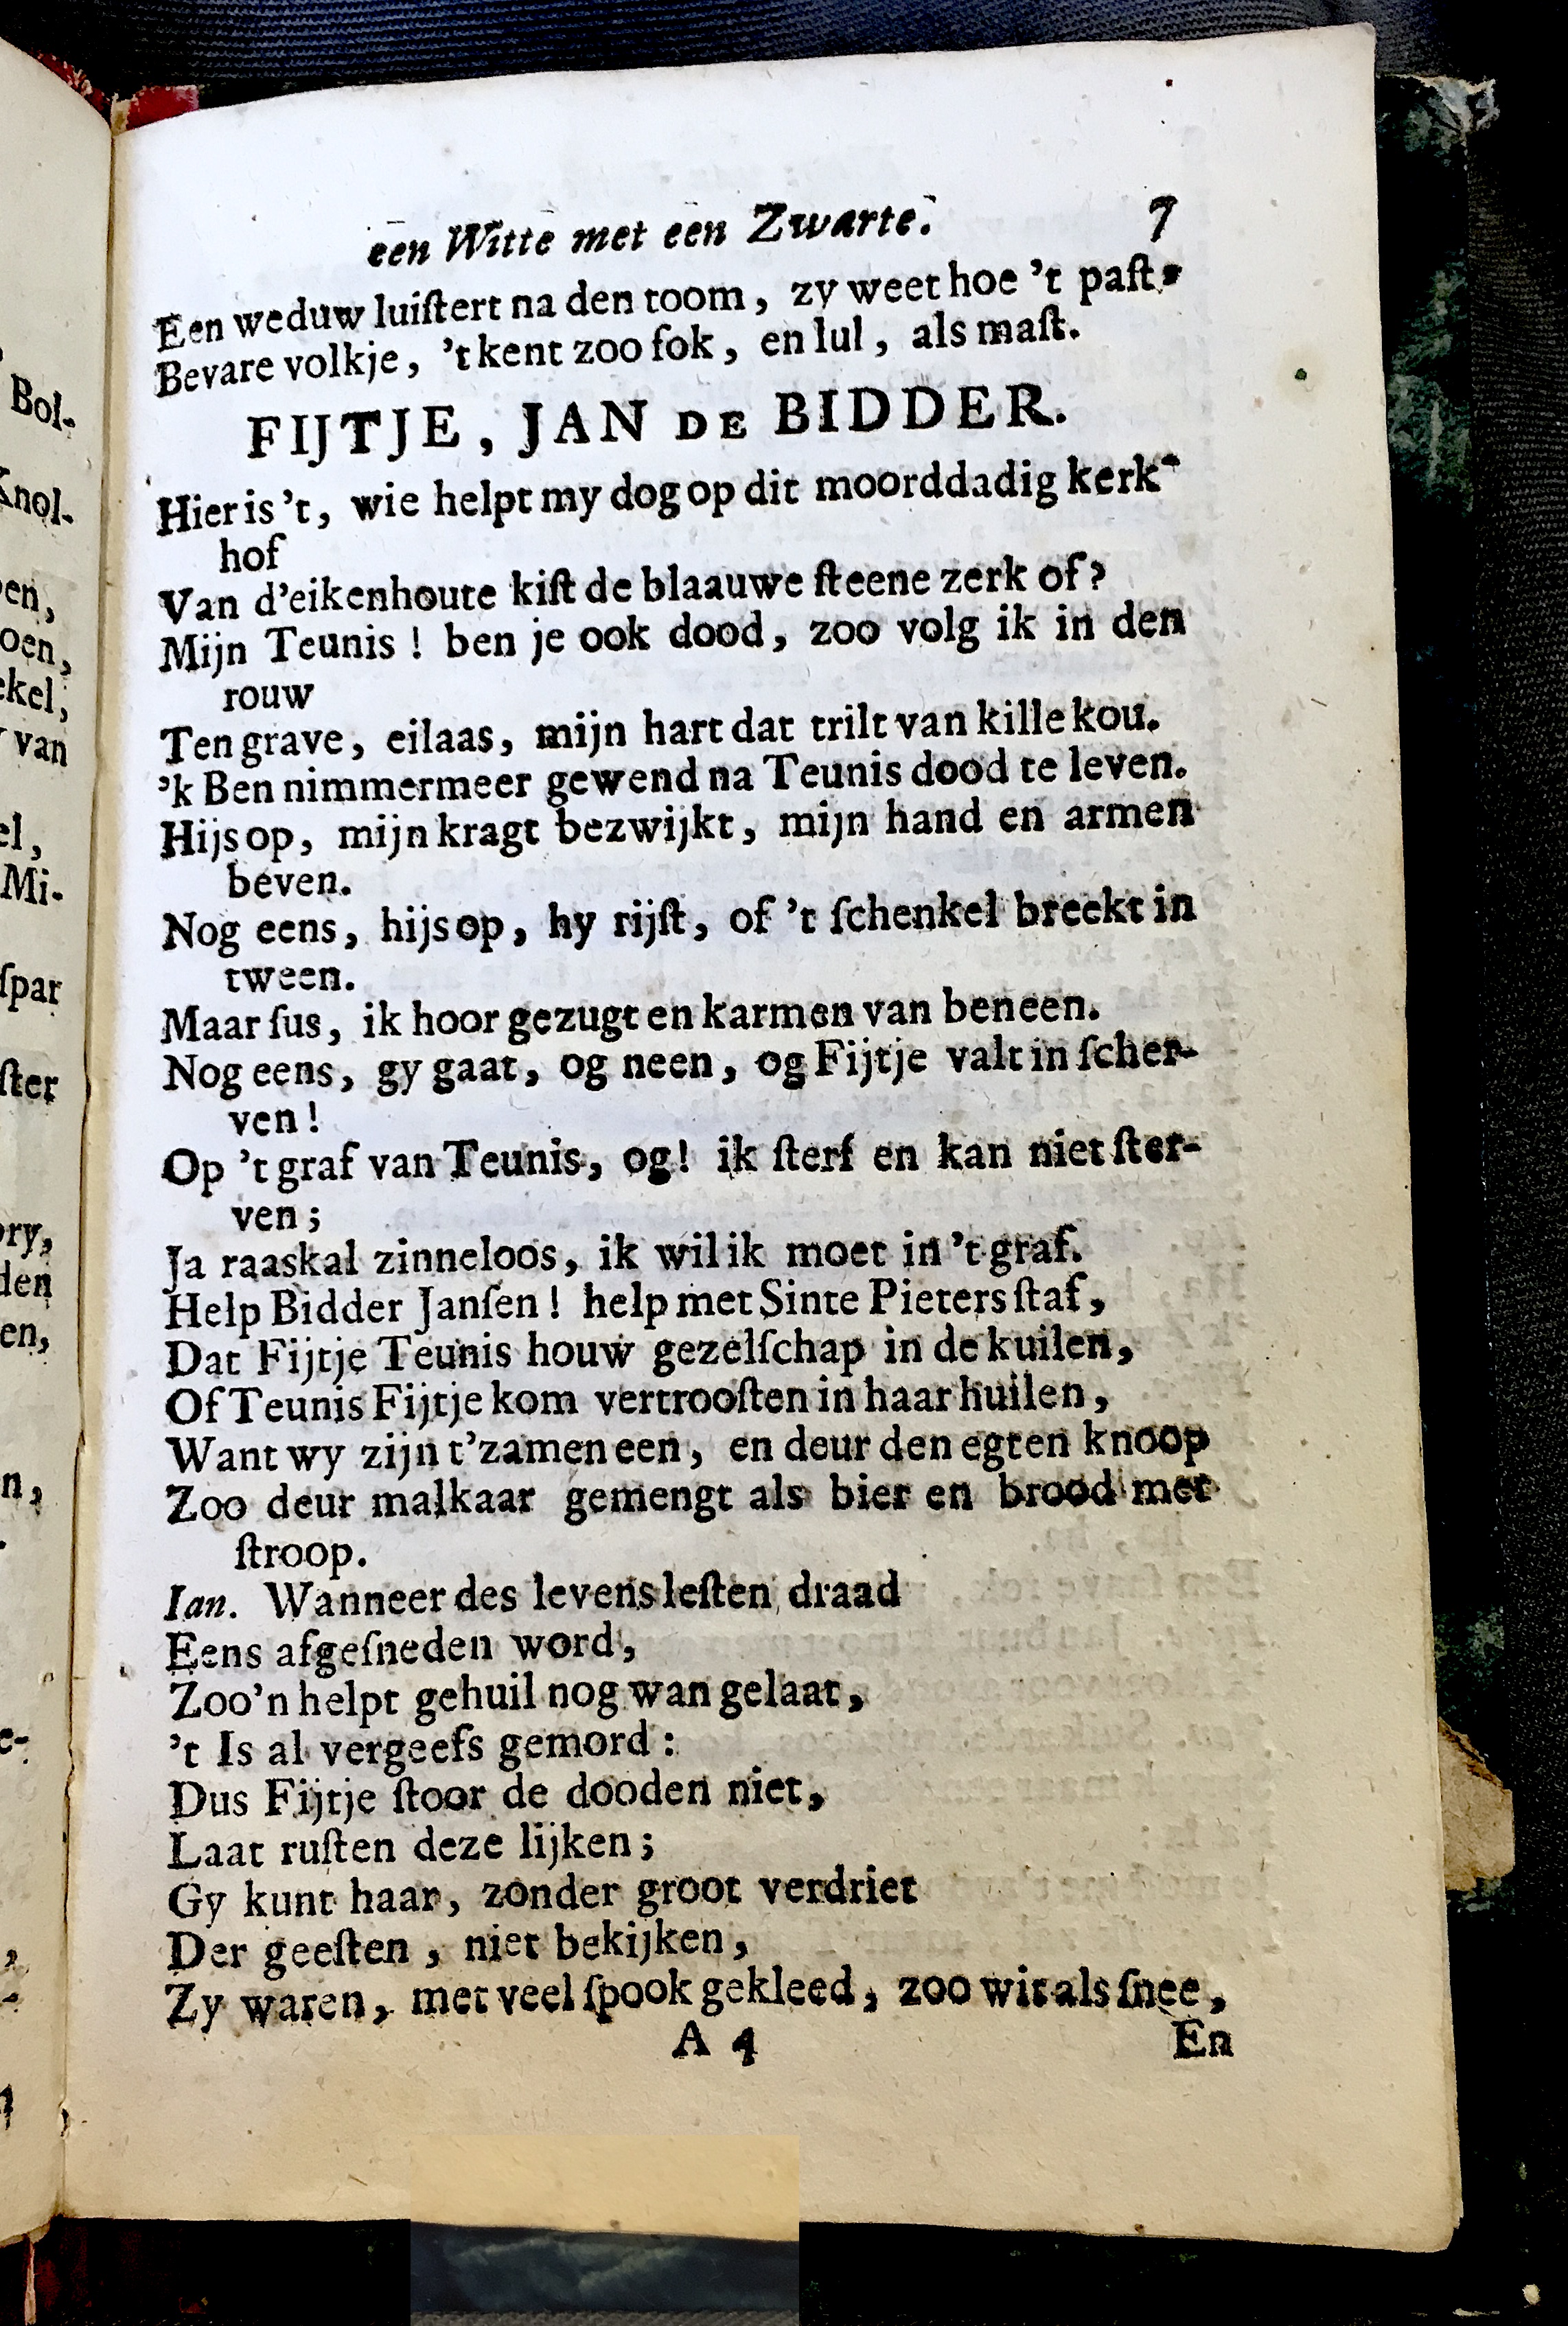 een Witte met een Zwarte. 7
Een weduw luiſtert na den toom, zy weet hoe 't paſt.
Bevare volkje, 't kent zoo fok, en lul, als maſt.
FIJTJE, JAN DE BIDDER.
Hier is 't, wie helpt my dog op dit moorddadig kerk-
hof
Van d'eikenhoute kiſt de blaauwe ſteene zerk of?
Mijn Teunis! ben je ook dood, zoo volg ik in den
rouw
Ten grave, eilaas, mijn hart dat trilt van kille kou.
'k Ben nimmermeer gewend na Teunis dood te leven.
Hijs op, mijn kragt bezwijkt, mijn hand en armen
beven.
Nog eens, hijs op, hy rijſt, of 't ſchenkel breekt in
tween.
Maar ſus, ik hoor gezugt en karmen van beneen.
Nog eens, gy gaat, og neen, og Fijtje valt in ſcher-
ven!
Op 't graf van Teunis, og! ik ſterf en kan niet ſter-
ven;
Ja raaskal zinneloos, ik wil ik moet in 't graf.
Help Bidder Janſen! help met Sinte Pieters ſtaf,
Dat Fijtje Teunis houw gezelſchap in de kuilen,
Of Teunis Fijtje kom vertrooſten in haar huilen,
Want wy zijn t'zamen een, en deur den egten knoop
Zoo deur malkaar gemengt als bier en brood met
ſtroop.
Ian. Wanneer des levens leſten draad
Eens afgeſneden word,
Zoo'n helpt gehuil nog wan gelaat,
't Is al vergeefs gemord:
Dus Fijtje ſtoor de dooden niet,
Laat ruſten deze lijken;
Gy kunt haar, zonder groot verdriet
Der geeſten, niet bekijken,
Zy waren, met veel ſpook gekleed, zoo wit als ſnee,
A 4 En